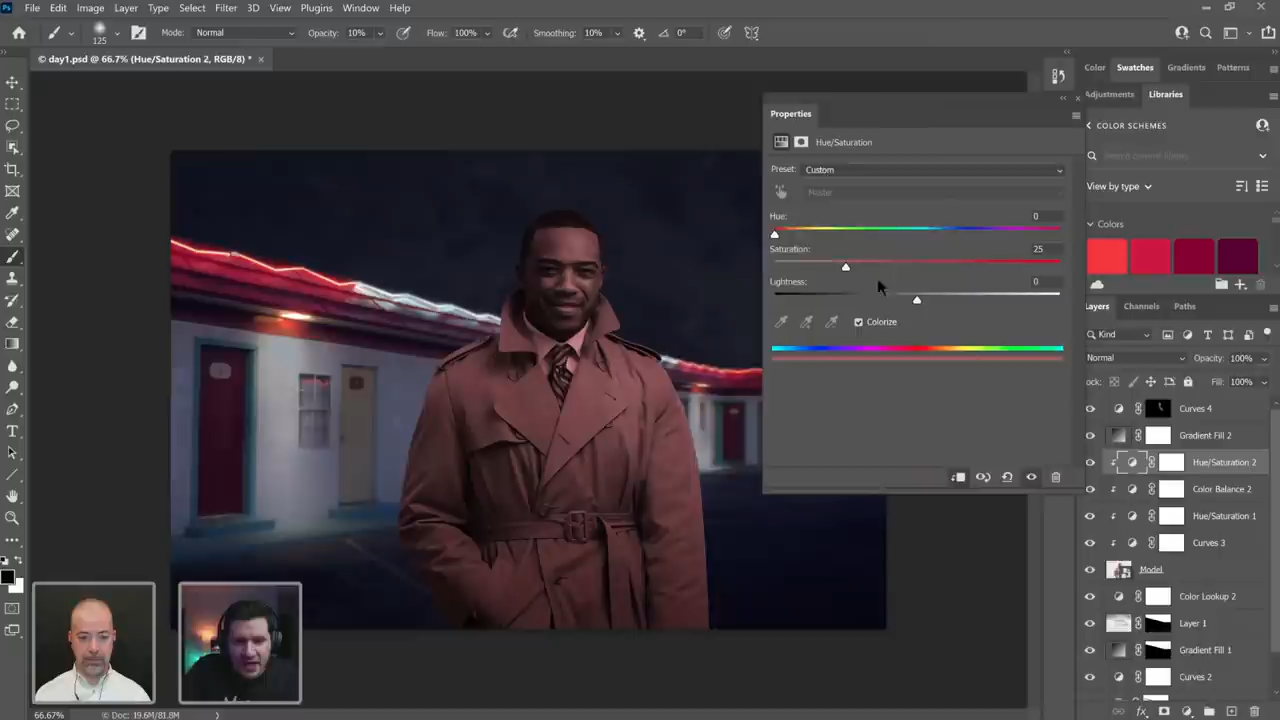 Ps File Edit Image Layer Type Select Filter 3D View Plugins Window Help
125 Mode: Normal Opacity: 10% Flow: 100% Smoothing: 10% 0°
© day1.psd @ 66.7% (Hue/Saturation 2, RGB/8) * ×
Color Swatches Gradients Patterns
Adjustments Libraries
COLOR SCHEMES
View by type
Colors
Properties
Hue/Saturation
Preset: Custom
Master
Hue: 0
Saturation: 25
Lightness: 0
Colorize
Layers Channels Paths
Kind
Normal Opacity: 100%
Lock: Fill: 100%
Curves 4
Gradient Fill 2
Hue/Saturation 2
Color Balance 2
Hue/Saturation 1
Curves 3
Model
Color Lookup 2
Layer 1
Gradient Fill 1
Curves 2
66.67% © Doc: 19.6M/81.8M